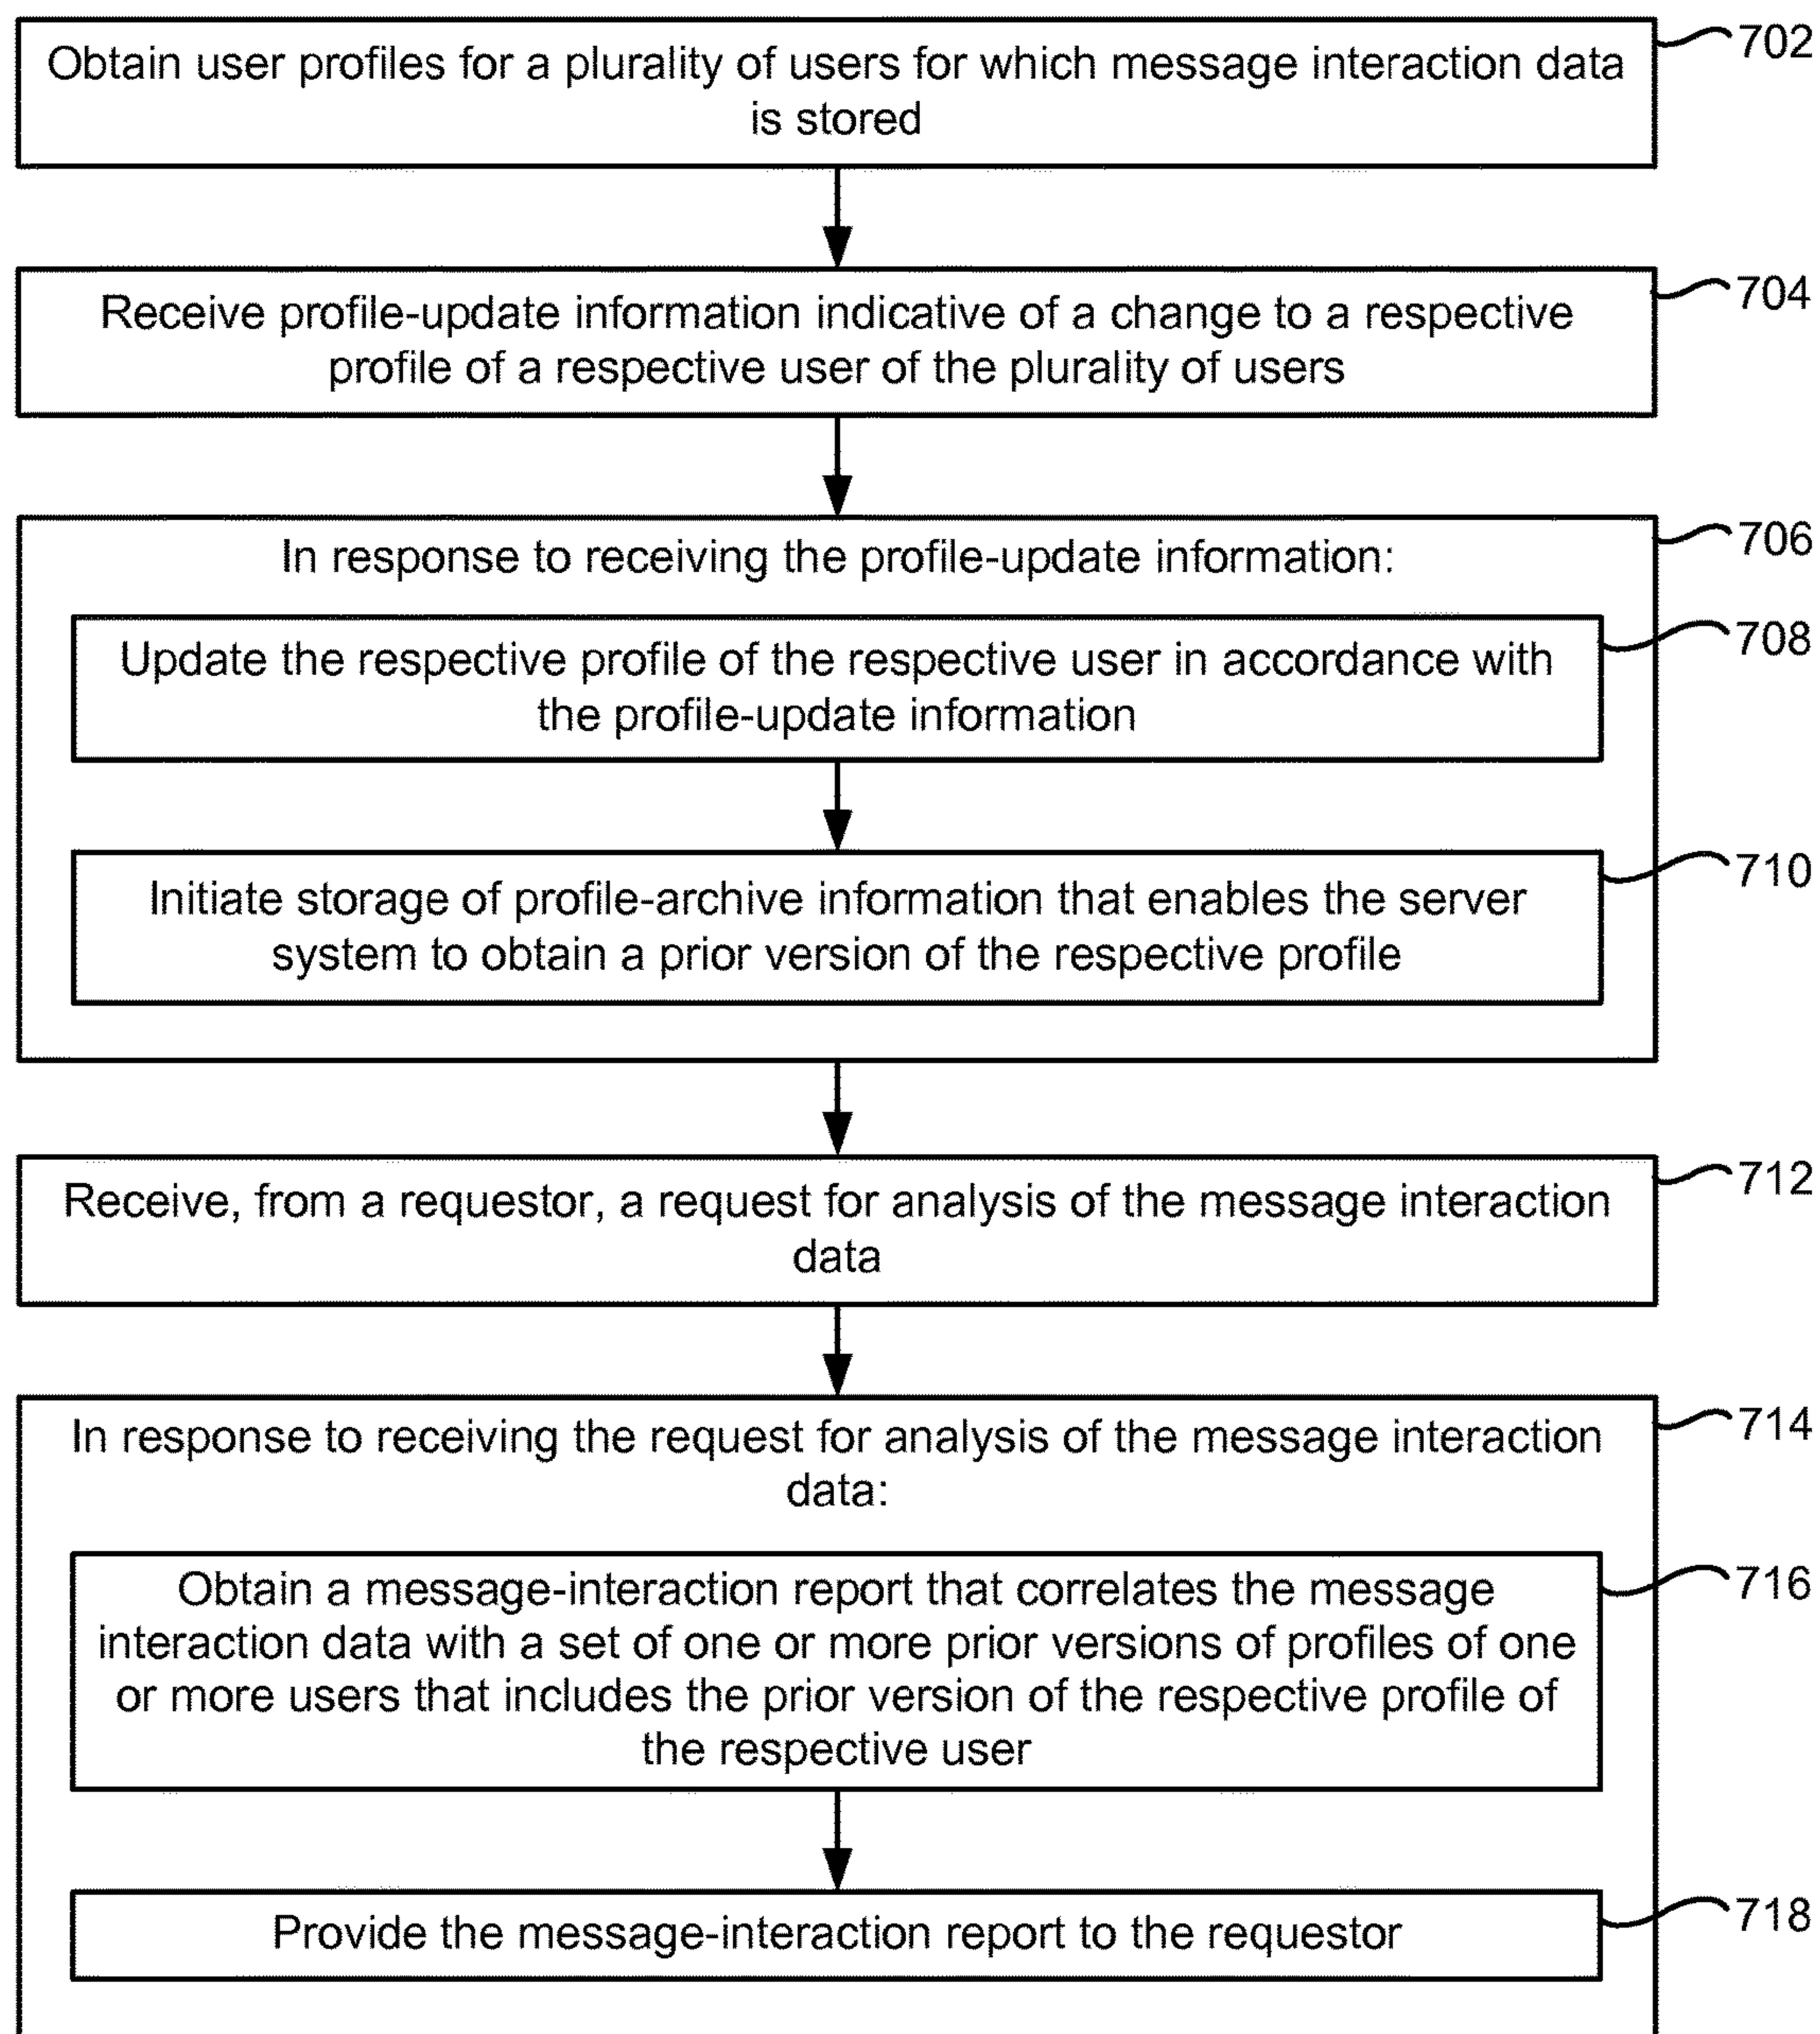 Obtain user profiles for a plurality of users for which message interaction data
is stored
702
Receive profile-update information indicative of a change to a respective
profile of a respective user of the plurality of users
704
In response to receiving the profile-update information:
706
Update the respective profile of the respective user in accordance with
the profile-update information
708
Initiate storage of profile-archive information that enables the server
system to obtain a prior version of the respective profile
710
Receive, from a requestor, a request for analysis of the message interaction
data
712
In response to receiving the request for analysis of the message interaction
data:
714
Obtain a message-interaction report that correlates the message
interaction data with a set of one or more prior versions of profiles of one
or more users that includes the prior version of the respective profile of
the respective user
716
Provide the message-interaction report to the requestor
718